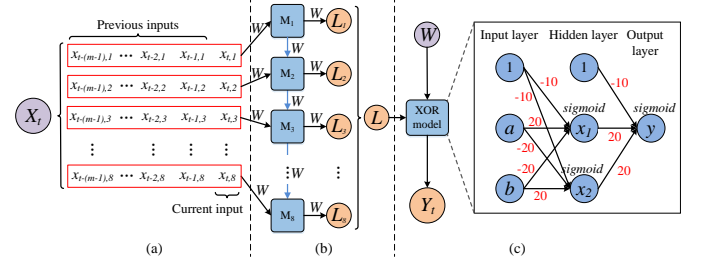 Previous inputs
X_t
x_{t-(m-1),1} ··· x_{t-2,1} x_{t-1,1} x_{t,1}
x_{t-(m-1),2} ··· x_{t-2,2} x_{t-1,2} x_{t,2}
x_{t-(m-1),3} ··· x_{t-2,3} x_{t-1,3} x_{t,3}
x_{t-(m-1),8} ··· x_{t-2,8} x_{t-1,8} x_{t,8}
Current input
(a)
W M_1 W L_1
W
W M_2 W L_2
W
W M_3 W L_3
W
W
W M_8 W L_8
L
(b)
W
XOR
model
Y_t
Input layer Hidden layer Output
layer
1 -10 1 -10
-10 sigmoid sigmoid
a 20 x_1 20 y
-20
-20 sigmoid
b 20 x_2 20
(c)